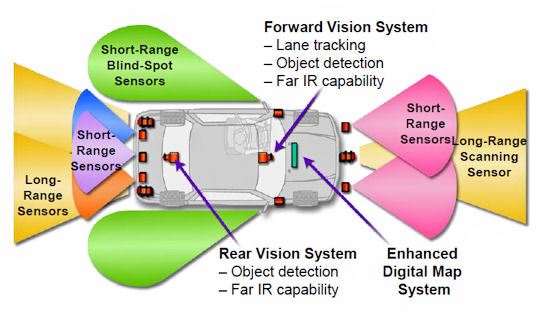 Forward Vision System
– Lane tracking
– Object detection
– Far IR capability
Short-Range
Blind-Spot
Sensors
Short-
Range
Sensors
Long-
Range
Sensors
Short-
Range
Sensors
Long-Range
Scanning
Sensor
Rear Vision System
– Object detection
– Far IR capability
Enhanced
Digital Map
System